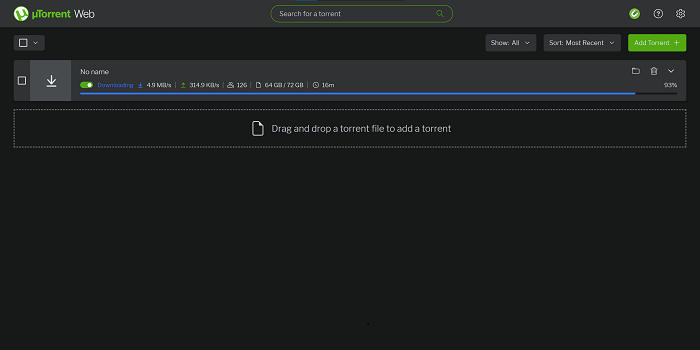 µTorrent Web
Search for a torrent
Show: All
Sort: Most Recent
Add Torrent +
No name
Downloading 4.9 MB/s 314.9 KB/s 126 64 GB / 72 GB 16m
93%
Drag and drop a torrent file to add a torrent